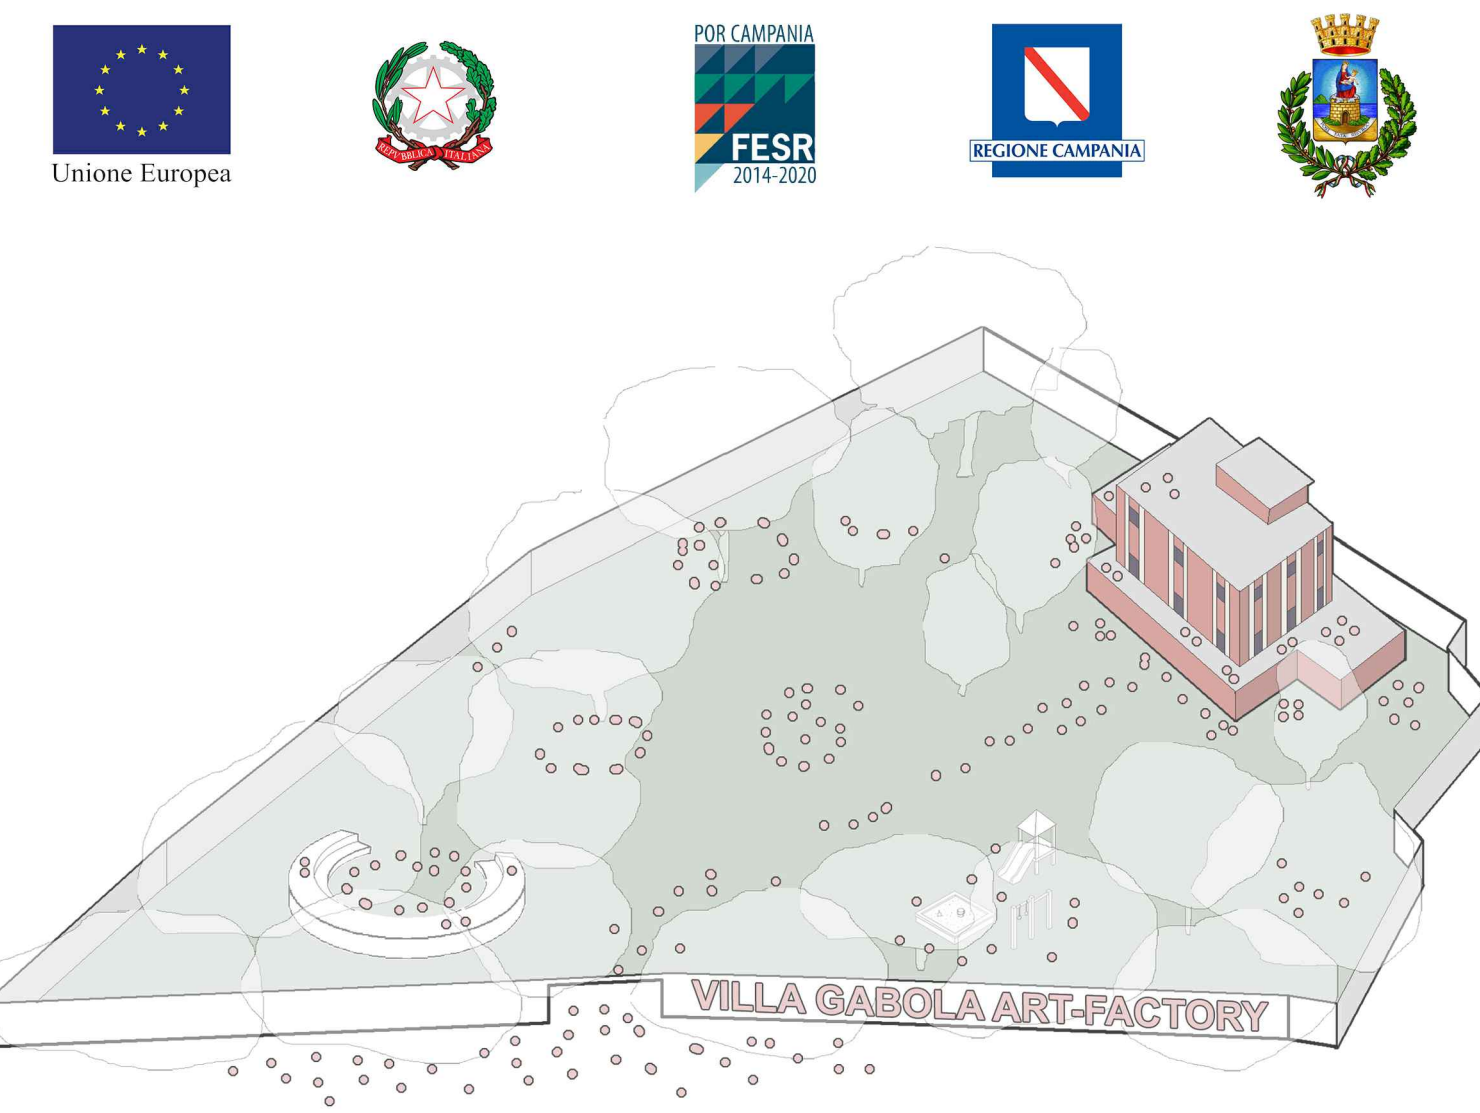 Unione Europea
REPVBBLICA ITALIANA
POR CAMPANIA
FESR
2014-2020
REGIONE CAMPANIA
VILLA GABOLA ART-FACTORY